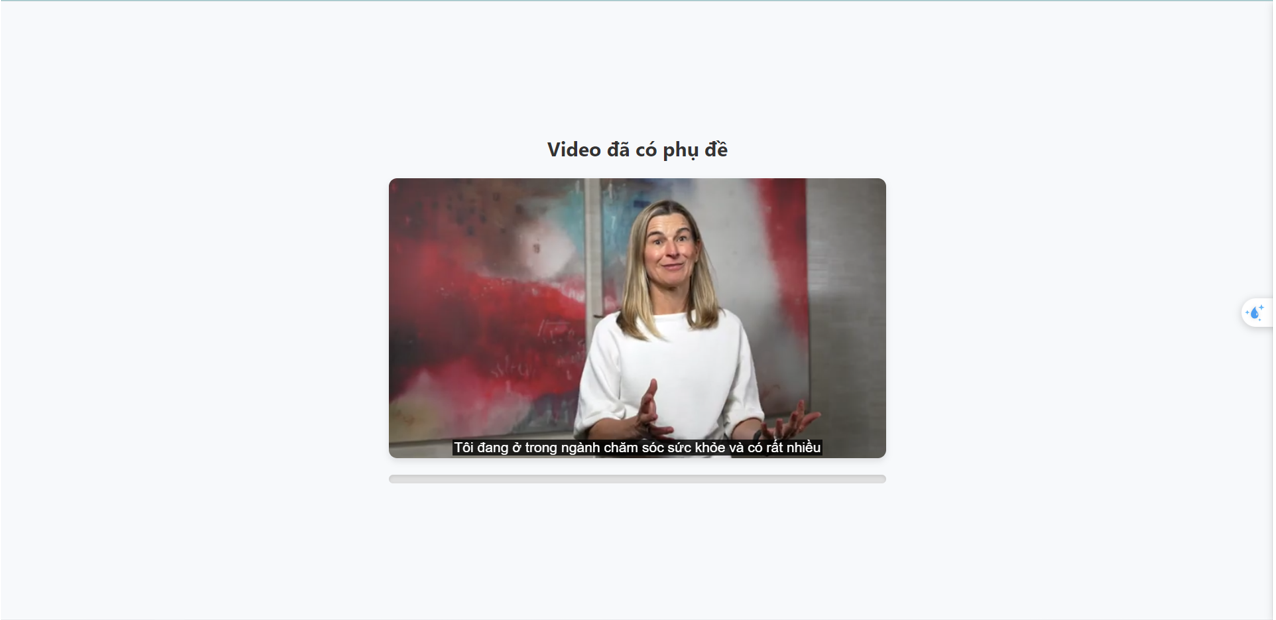 Video đã có phụ đề
Tôi đang ở trong ngành chăm sóc sức khỏe và có rất nhiều